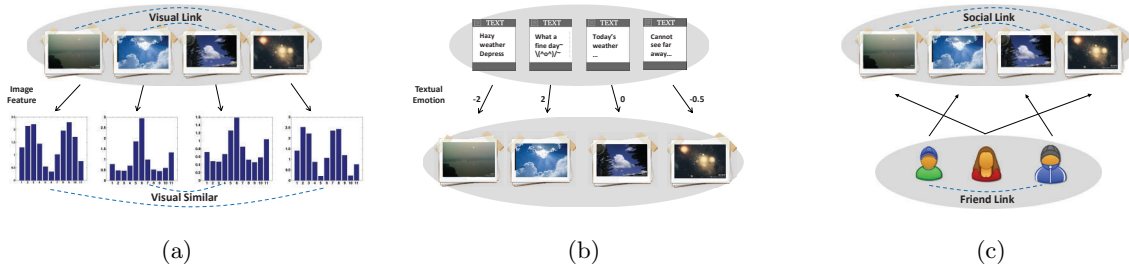 Visual Link
Image
Feature
Visual Similar
(a)
TEXT
Hazy
weather
Depress
TEXT
What a
fine day~
\(^o^)/~
TEXT
Today's
weather
...
TEXT
Cannot
see far
away...
Textual
Emotion
-2
2
0
-0.5
(b)
Social Link
Friend Link
(c)